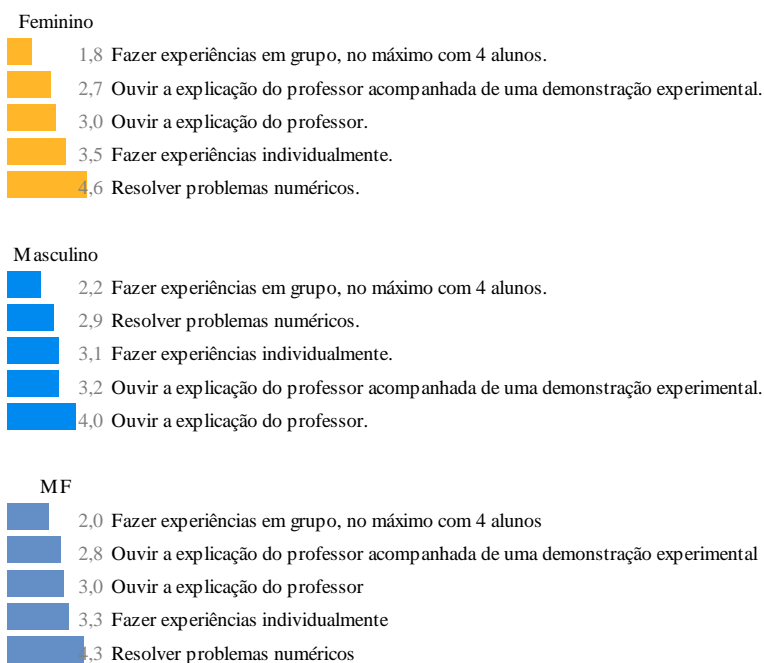 Feminino
1,8 Fazer experiências em grupo, no máximo com 4 alunos.
2,7 Ouvir a explicação do professor acompanhada de uma demonstração experimental.
3,0 Ouvir a explicação do professor.
3,5 Fazer experiências individualmente.
4,6 Resolver problemas numéricos.
Masculino
2,2 Fazer experiências em grupo, no máximo com 4 alunos.
2,9 Resolver problemas numéricos.
3,1 Fazer experiências individualmente.
3,2 Ouvir a explicação do professor acompanhada de uma demonstração experimental.
4,0 Ouvir a explicação do professor.
MF
2,0 Fazer experiências em grupo, no máximo com 4 alunos
2,8 Ouvir a explicação do professor acompanhada de uma demonstração experimental
3,0 Ouvir a explicação do professor
3,3 Fazer experiências individualmente
4,3 Resolver problemas numéricos